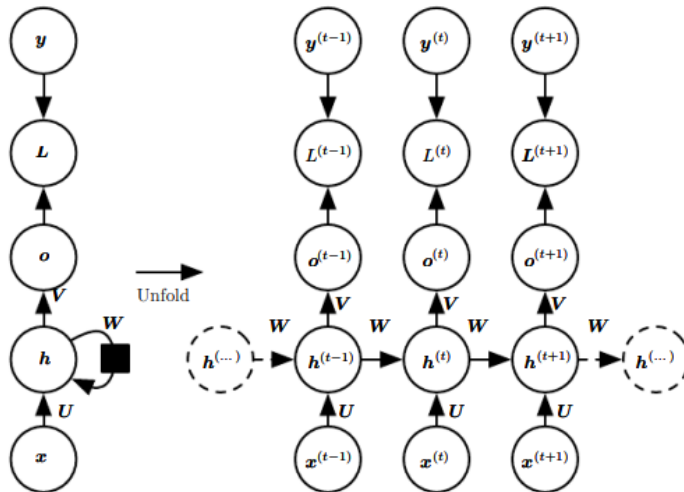 y y^(t−1) y^(t) y^(t+1)
L L^(t−1) L^(t) L^(t+1)
o o^(t−1) o^(t) o^(t+1)
Unfold
V V V V
W W W W W
h h^(...) h^(t−1) h^(t) h^(t+1) h^(...)
U U U U
x x^(t−1) x^(t) x^(t+1)